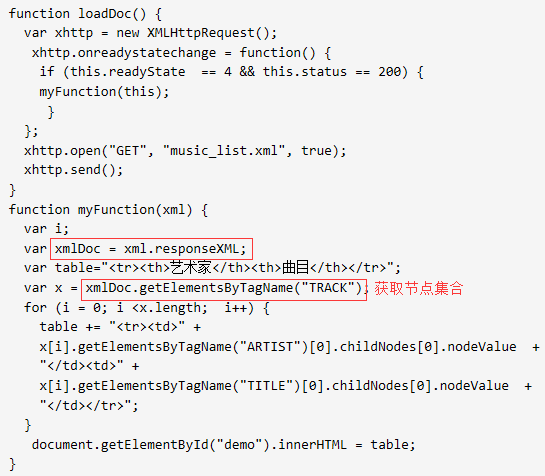 function loadDoc() {
  var xhttp = new XMLHttpRequest();
   xhttp.onreadystatechange = function() {
    if (this.readyState  == 4 && this.status == 200) {
    myFunction(this);
     }
  };
  xhttp.open("GET", "music_list.xml", true);
  xhttp.send();
}
function myFunction(xml) {
  var i;
  var xmlDoc = xml.responseXML;
  var table="<tr><th>艺术家</th><th>曲目</th></tr>";
  var x = xmlDoc.getElementsByTagName("TRACK"); 获取节点集合
  for (i = 0; i <x.length;  i++) {
    table += "<tr><td>" +
    x[i].getElementsByTagName("ARTIST")[0].childNodes[0].nodeValue  +
    "</td><td>" +
    x[i].getElementsByTagName("TITLE")[0].childNodes[0].nodeValue  +
    "</td></tr>";
  }
   document.getElementById("demo").innerHTML = table;
}